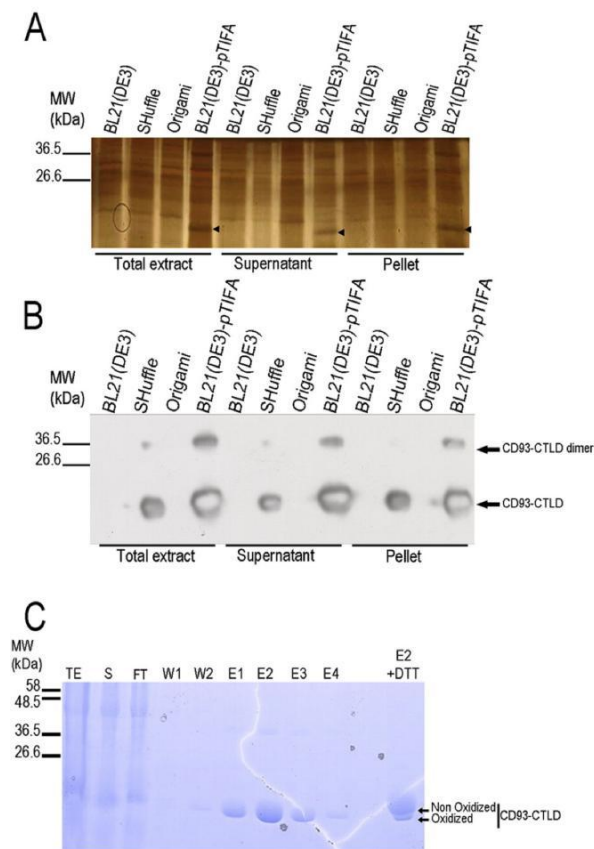 A
MW
(kDa)
BL21(DE3)
SHuffle
Origami
BL21(DE3)-pTIFA
BL21(DE3)
SHuffle
Origami
BL21(DE3)-pTIFA
BL21(DE3)
SHuffle
Origami
BL21(DE3)-pTIFA
36.5
26.6
Total extract Supernatant Pellet
B
MW
(kDa)
BL21(DE3)
SHuffle
Origami
BL21(DE3)-pTIFA
BL21(DE3)
SHuffle
Origami
BL21(DE3)-pTIFA
BL21(DE3)
SHuffle
Origami
BL21(DE3)-pTIFA
36.5
26.6
CD93-CTLD dimer
CD93-CTLD
Total extract Supernatant Pellet
C
MW
(kDa)
TE S FT W1 W2 E1 E2 E3 E4 E2
+DTT
58
48.5
36.5
26.6
Non Oxidized
Oxidized
CD93-CTLD